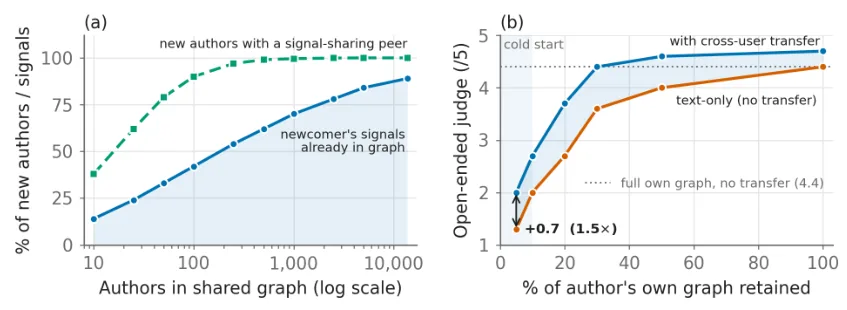 (a)
% of new authors / signals
100
75
50
25
0
new authors with a signal-sharing peer
newcomer's signals
already in graph
10
100
1,000
10,000
Authors in shared graph (log scale)
(b)
Open-ended judge (/5)
5
4
3
2
1
cold start
with cross-user transfer
text-only (no transfer)
full own graph, no transfer (4.4)
+0.7 (1.5×)
0
20
40
60
80
100
% of author's own graph retained